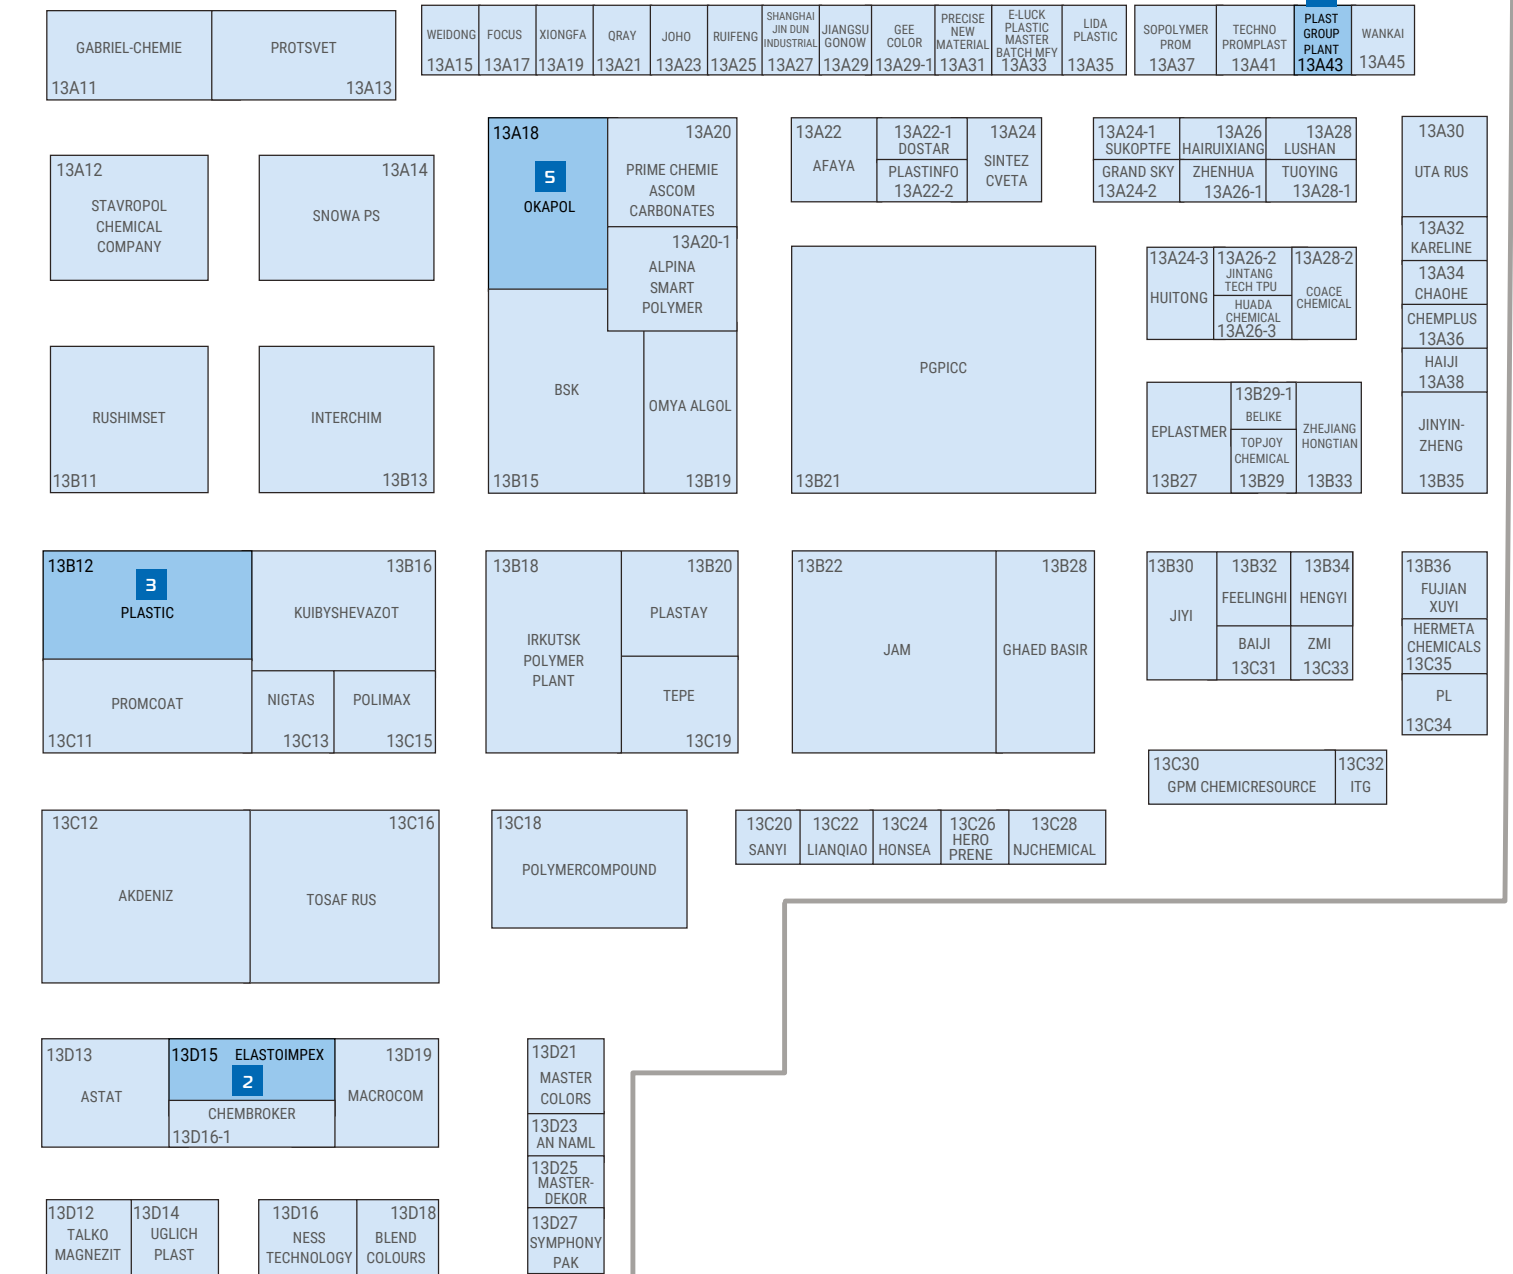 GABRIEL-CHEMIE
13A11
PROTSVET
13A13
WEIDONG
13A15
FOCUS
13A17
XIONGFA
13A19
QRAY
13A21
JOHO
13A23
RUIFENG
13A25
SHANGHAI
JIN DUN
INDUSTRIAL
13A27
JIANGSU
GONOW
13A29
GEE
COLOR
13A29-1
PRECISE
NEW
MATERIAL
13A31
E-LUCK
PLASTIC
MASTER
BATCH MFY
13A33
LIDA
PLASTIC
13A35
SOPOLYMER
PROM
13A37
TECHNO
PROMPLAST
13A41
PLAST
GROUP
PLANT
13A43
WANKAI
13A45
13A12
STAVROPOL
CHEMICAL
COMPANY
13A14
SNOWA PS
13A18
5
OKAPOL
13A20
PRIME CHEMIE
ASCOM
CARBONATES
13A20-1
ALPINA
SMART
POLYMER
BSK
13B15
OMYA ALGOL
13B19
13A22
AFAYA
13A22-1
DOSTAR
PLASTINFO
13A22-2
13A24
SINTEZ
CVETA
13A24-1
SUKOPTFE
GRAND SKY
13A24-2
13A26
HAIRUIXIANG
ZHENHUA
13A26-1
13A28
LUSHAN
TUOYING
13A28-1
13A30
UTA RUS
13A32
KARELINE
13A34
CHAOHE
CHEMPLUS
13A36
HAIJI
13A38
JINYIN-
ZHENG
13B35
PGPICC
13B21
13A24-3
HUITONG
13A26-2
JINTANG
TECH TPU
HUADA
CHEMICAL
13A26-3
13A28-2
COACE
CHEMICAL
RUSHIMSET
13B11
INTERCHIM
13B13
EPLASTMER
13B27
13B29-1
BELIKE
TOPJOY
CHEMICAL
13B29
ZHEJIANG
HONGTIAN
13B33
13B12
3
PLASTIC
13B16
KUIBYSHEVAZOT
PROMCOAT
13C11
NIGTAS
13C13
POLIMAX
13C15
13B18
IRKUTSK
POLYMER
PLANT
13B20
PLASTAY
TEPE
13C19
13B22
JAM
13B28
GHAED BASIR
13B30
JIYI
13B32
FEELINGHI
13B34
HENGYI
BAIJI
13C31
ZMI
13C33
13B36
FUJIAN
XUYI
HERMETA
CHEMICALS
13C35
PL
13C34
13C30
GPM CHEMICRESOURCE
13C32
ITG
13C12
AKDENIZ
13C16
TOSAF RUS
13C18
POLYMERCOMPOUND
13C20
SANYI
13C22
LIANQIAO
13C24
HONSEA
13C26
HERO
PRENE
13C28
NJCHEMICAL
13D13
ASTAT
13D15 ELASTOIMPEX
2
CHEMBROKER
13D16-1
13D19
MACROCOM
13D21
MASTER
COLORS
13D23
AN NAML
13D25
MASTER-
DEKOR
13D27
SYMPHONY
PAK
13D12
TALKO
MAGNEZIT
13D14
UGLICH
PLAST
13D16
NESS
TECHNOLOGY
13D18
BLEND
COLOURS